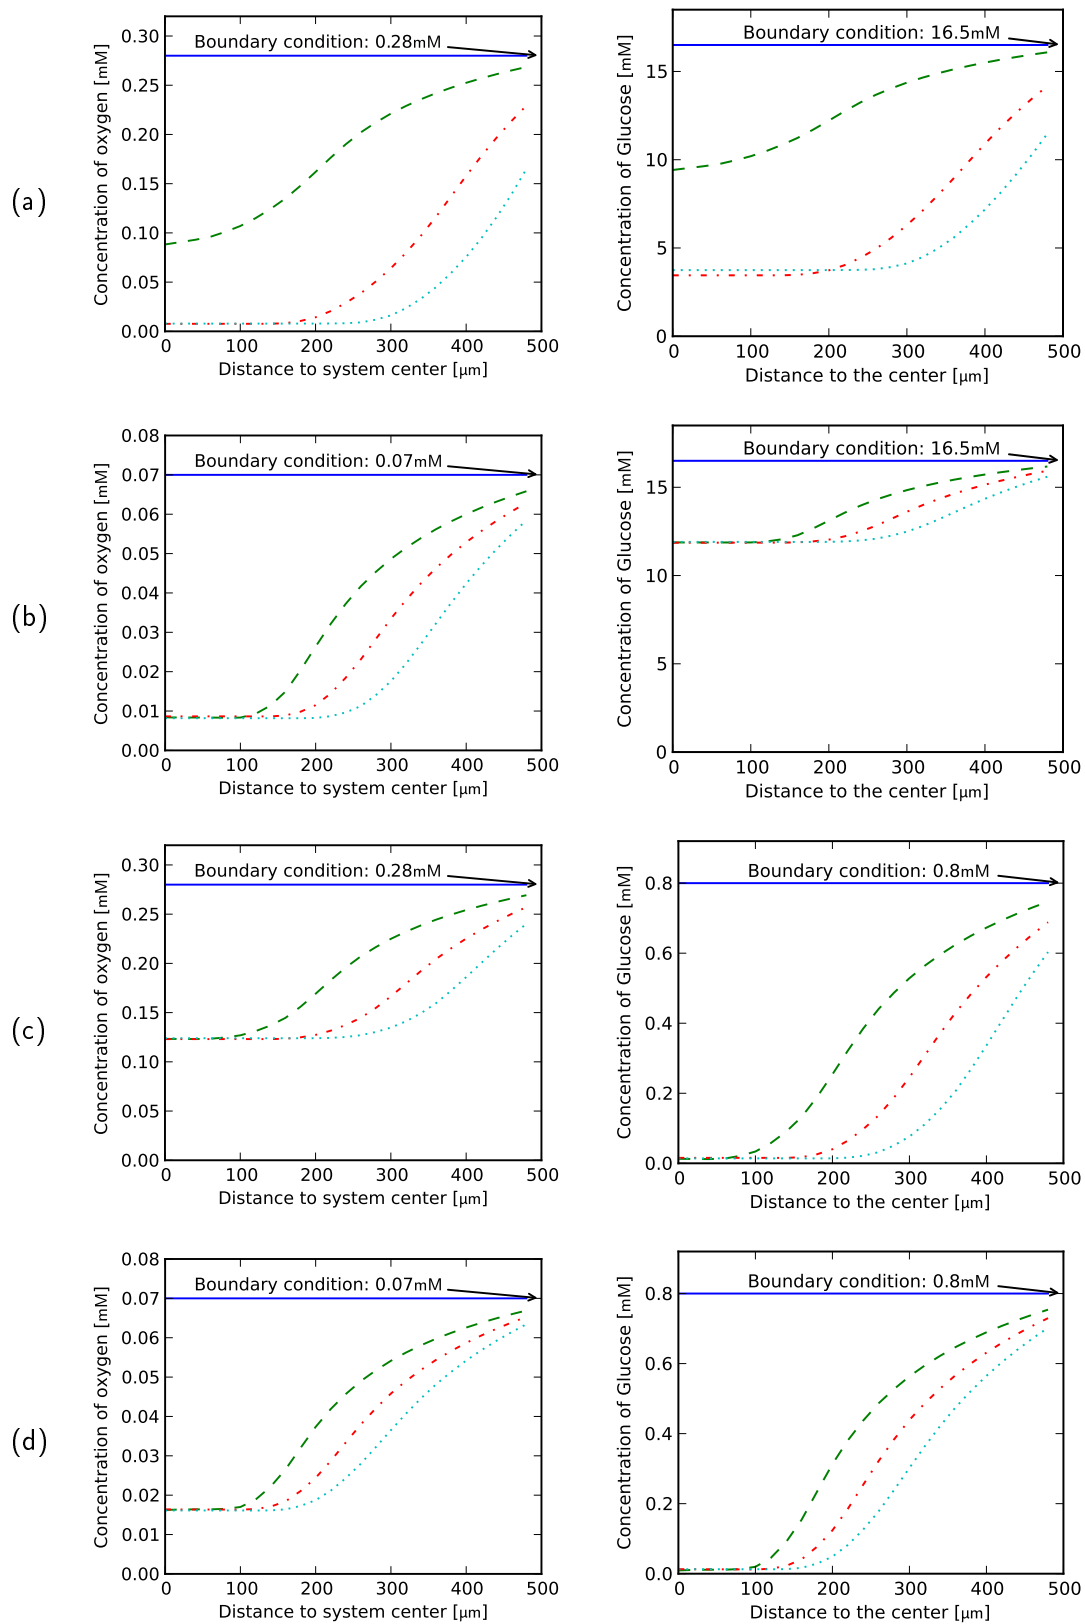 (a)
Concentration of oxygen [mM]
0.30
0.25
0.20
0.15
0.10
0.05
0.00
Boundary condition: 0.28mM
0 100 200 300 400 500
Distance to system center [μm]
Concentration of Glucose [mM]
15
10
5
0
Boundary condition: 16.5mM
0 100 200 300 400 500
Distance to the center [μm]
(b)
Concentration of oxygen [mM]
0.08
0.07
0.06
0.05
0.04
0.03
0.02
0.01
0.00
Boundary condition: 0.07mM
0 100 200 300 400 500
Distance to system center [μm]
Concentration of Glucose [mM]
15
10
5
0
Boundary condition: 16.5mM
0 100 200 300 400 500
Distance to the center [μm]
(c)
Concentration of oxygen [mM]
0.30
0.25
0.20
0.15
0.10
0.05
0.00
Boundary condition: 0.28mM
0 100 200 300 400 500
Distance to system center [μm]
Concentration of Glucose [mM]
0.8
0.6
0.4
0.2
0.0
Boundary condition: 0.8mM
0 100 200 300 400 500
Distance to the center [μm]
(d)
Concentration of oxygen [mM]
0.08
0.07
0.06
0.05
0.04
0.03
0.02
0.01
0.00
Boundary condition: 0.07mM
0 100 200 300 400 500
Distance to system center [μm]
Concentration of Glucose [mM]
0.8
0.6
0.4
0.2
0.0
Boundary condition: 0.8mM
0 100 200 300 400 500
Distance to the center [μm]